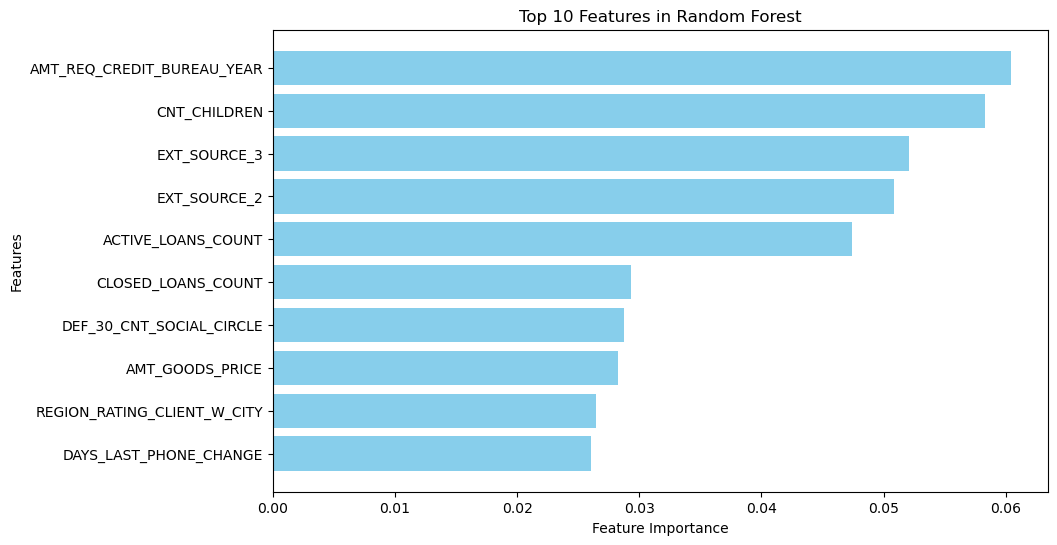 Top 10 Features in Random Forest
AMT_REQ_CREDIT_BUREAU_YEAR
CNT_CHILDREN
EXT_SOURCE_3
EXT_SOURCE_2
ACTIVE_LOANS_COUNT
CLOSED_LOANS_COUNT
DEF_30_CNT_SOCIAL_CIRCLE
AMT_GOODS_PRICE
REGION_RATING_CLIENT_W_CITY
DAYS_LAST_PHONE_CHANGE
Features
0.00 0.01 0.02 0.03 0.04 0.05 0.06
Feature Importance